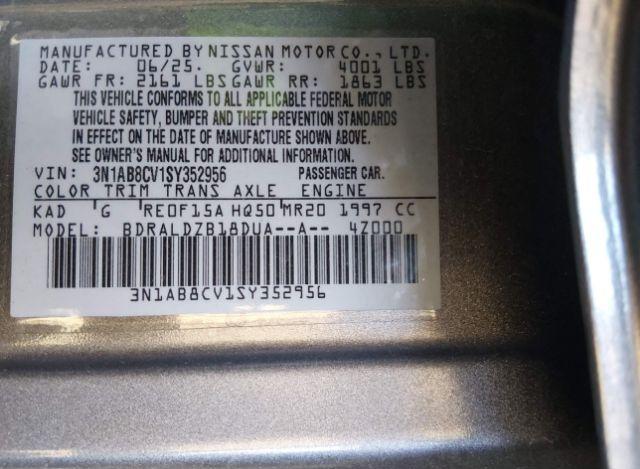 MANUFACTURED BY NISSAN MOTOR CO., LTD.
DATE: 06/25. GVWR: 4001 LBS
GAWR FR: 2161 LBS GAWR RR: 1863 LBS
THIS VEHICLE CONFORMS TO ALL APPLICABLE FEDERAL MOTOR
VEHICLE SAFETY, BUMPER AND THEFT PREVENTION STANDARDS
IN EFFECT ON THE DATE OF MANUFACTURE SHOWN ABOVE.
SEE OWNER'S MANUAL FOR ADDITIONAL INFORMATION.
VIN: 3N1AB8CV1SY352956 PASSENGER CAR.
COLOR TRIM TRANS AXLE ENGINE
KAD G RE0F15A HQ50 MR20 1997 CC
MODEL: BDRALDZB18DUA--A-- 4Z000
3N1AB8CV1SY352956